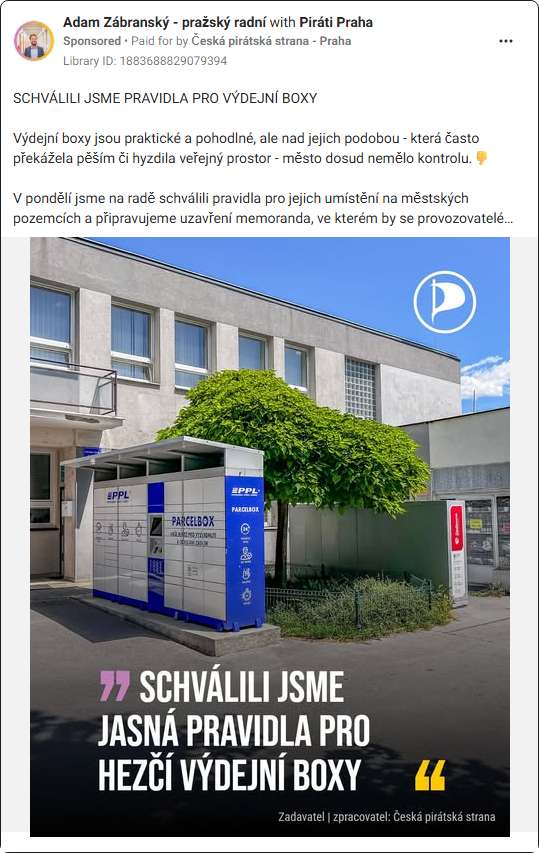 Adam Zábranský - pražský radní with Piráti Praha
Sponsored • Paid for by Česká pirátská strana - Praha
Library ID: 1883688829079394
SCHVÁLILI JSME PRAVIDLA PRO VÝDEJNÍ BOXY
Výdejní boxy jsou praktické a pohodlné, ale nad jejich podobou - která často
překážela pěším či hyzdila veřejný prostor - město dosud nemělo kontrolu.👎
V pondělí jsme na radě schválili pravidla pro jejich umístění na městských
pozemcích a připravujeme uzavření memoranda, ve kterém by se provozovatelé...
PPL
PPL
PARCELBOX
PARCELBOX
24
„ SCHVÁLILI JSME
JASNÁ PRAVIDLA PRO
HEZČÍ VÝDEJNÍ BOXY “
Zadavatel | zpracovatel: Česká pirátská strana